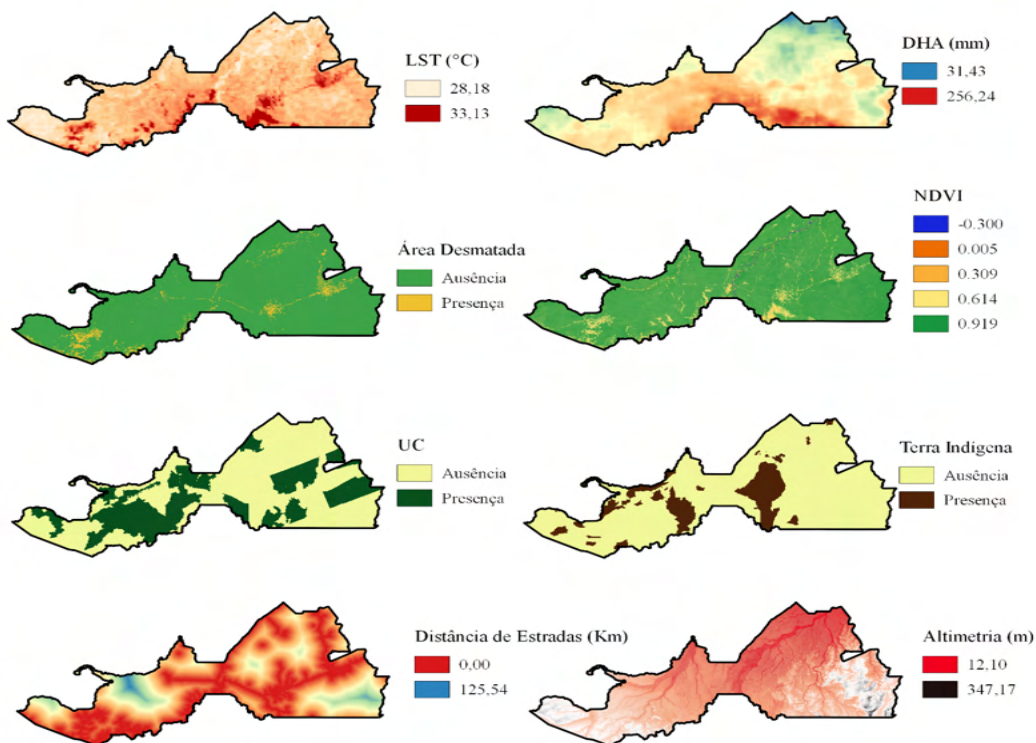 LST (°C)
28,18
33,13
DHA (mm)
31,43
256,24
Área Desmatada
Ausência
Presença
NDVI
-0.300
0.005
0.309
0.614
0.919
UC
Ausência
Presença
Terra Indígena
Ausência
Presença
Distância de Estradas (Km)
0,00
125,54
Altimetria (m)
12,10
347,17